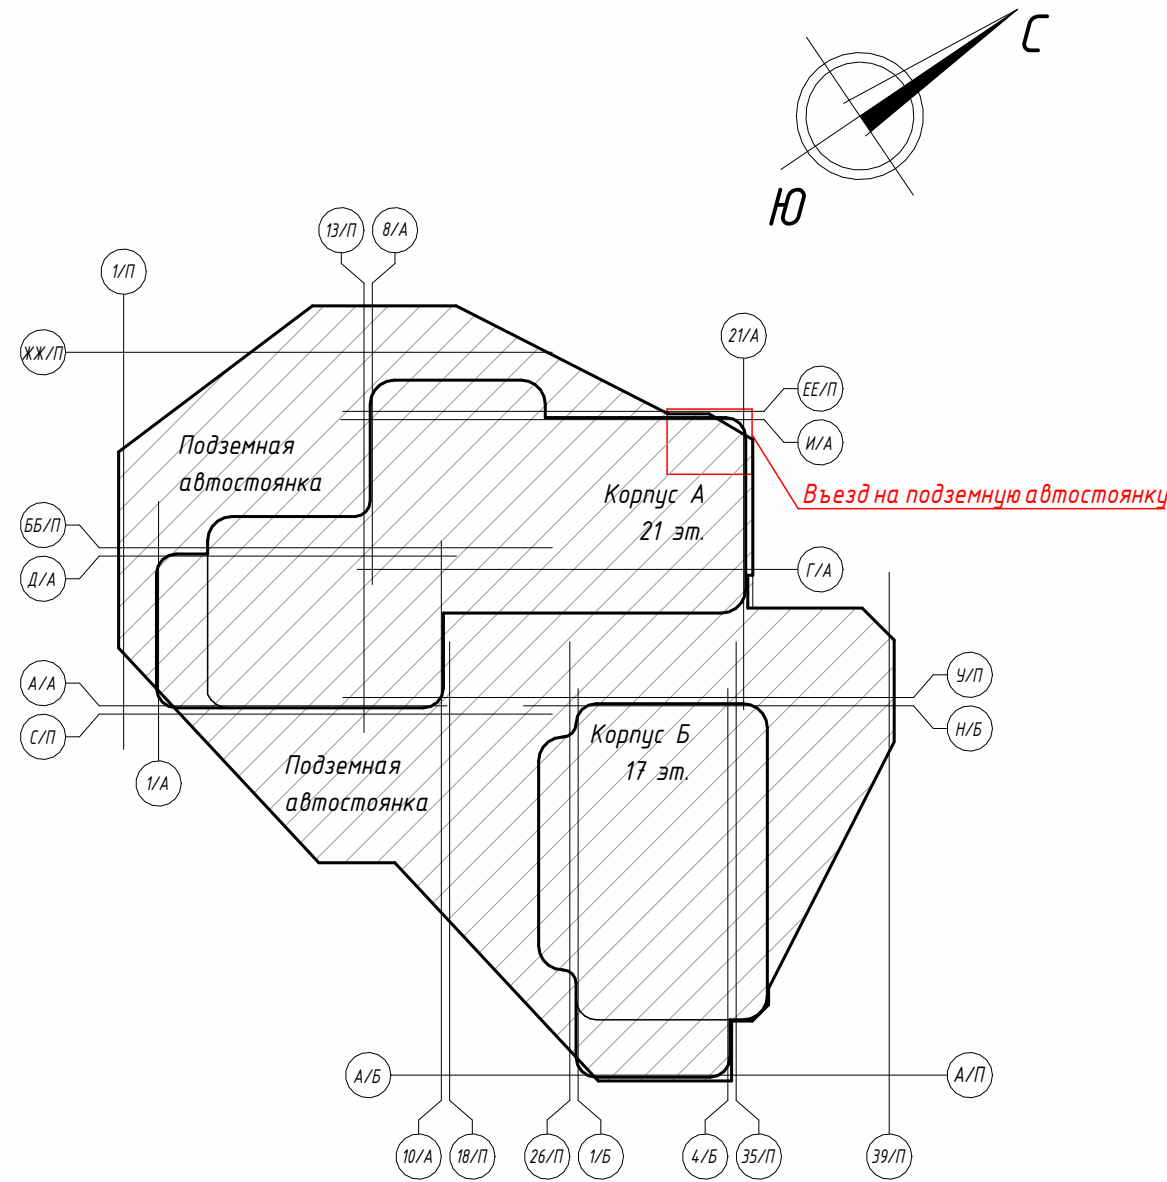 С
Ю
13/П
8/А
1/П
ЖЖ/П
21/А
ЕЕ/П
И/А
Подземная
автостоянка
Корпус А
21 эт.
Въезд на подземную автостоянку
ББ/П
Д/А
Г/А
А/А
С/П
У/П
Н/Б
1/А
Подземная
автостоянка
Корпус Б
17 эт.
А/Б
А/П
10/А
18/П
26/П
1/Б
4/Б
35/П
39/П